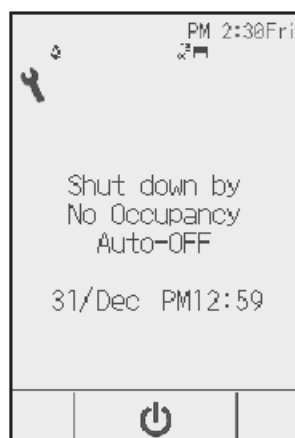 PM 2:30Fri
Shut down by
No Occupancy
Auto-OFF
31/Dec PM12:59